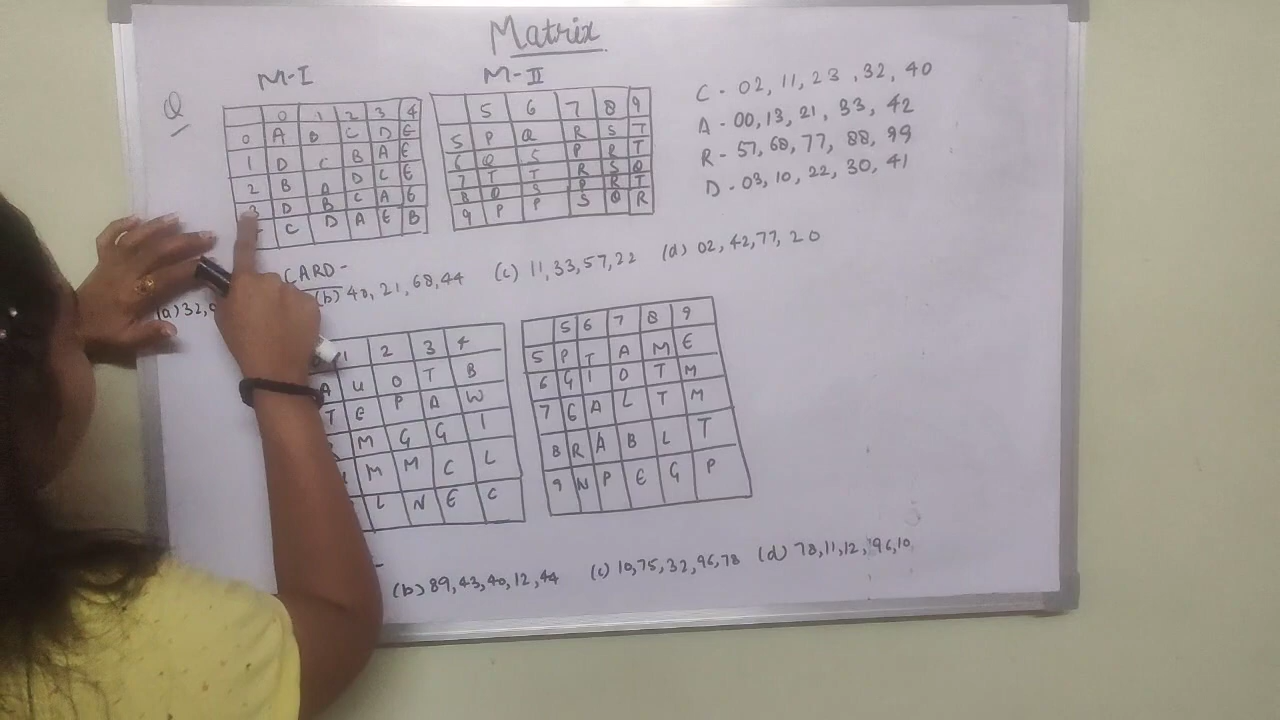 Matrix
M-I
M-II
Q
0 1 2 3 4
0 A B C D E
1 D C B A E
2 B A D C E
3 D B C A E
C D A E B
5 6 7 8 9
5 P Q R S T
6 Q S P R T
7 T T R S Q
8 Q S P R T
9 P P S Q R
C - 02, 11, 23, 32, 40
A - 00, 13, 21, 33, 42
R - 57, 68, 77, 88, 99
D - 03, 10, 22, 30, 41
CARD -
(a) 32,
(b) 40, 21, 68, 44
(c) 11, 33, 57, 22
(d) 02, 42, 77, 20
1 2 3 4
A U O T B
T E P A W
M G G I
M M C L
L N E C
5 6 7 8 9
5 P T A M E
6 G I O T M
7 G A L T M
8 R A B L T
9 N P E G P
(b) 89, 43, 40, 12, 44
(c) 10, 75, 32, 96, 78
(d) 78, 11, 12, 96, 10